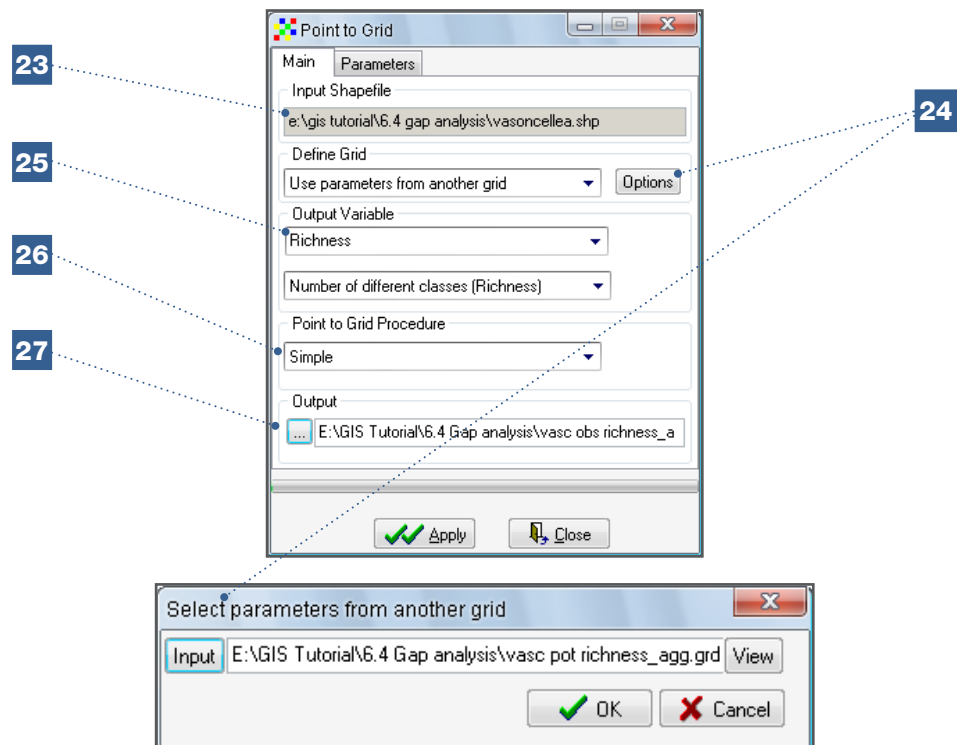 Point to Grid
23
Main Parameters
Input Shapefile
e:\gis tutorial\6.4 gap analysis\vasoncellea.shp
24
Define Grid
25
Use parameters from another grid Options
Output Variable
Richness
26
Number of different classes (Richness)
Point to Grid Procedure
27
Simple
Output
... E:\GIS Tutorial\6.4 Gap analysis\vasc obs richness_a
Apply Close
Select parameters from another grid
Input E:\GIS Tutorial\6.4 Gap analysis\vasc pot richness_agg.grd View
OK Cancel